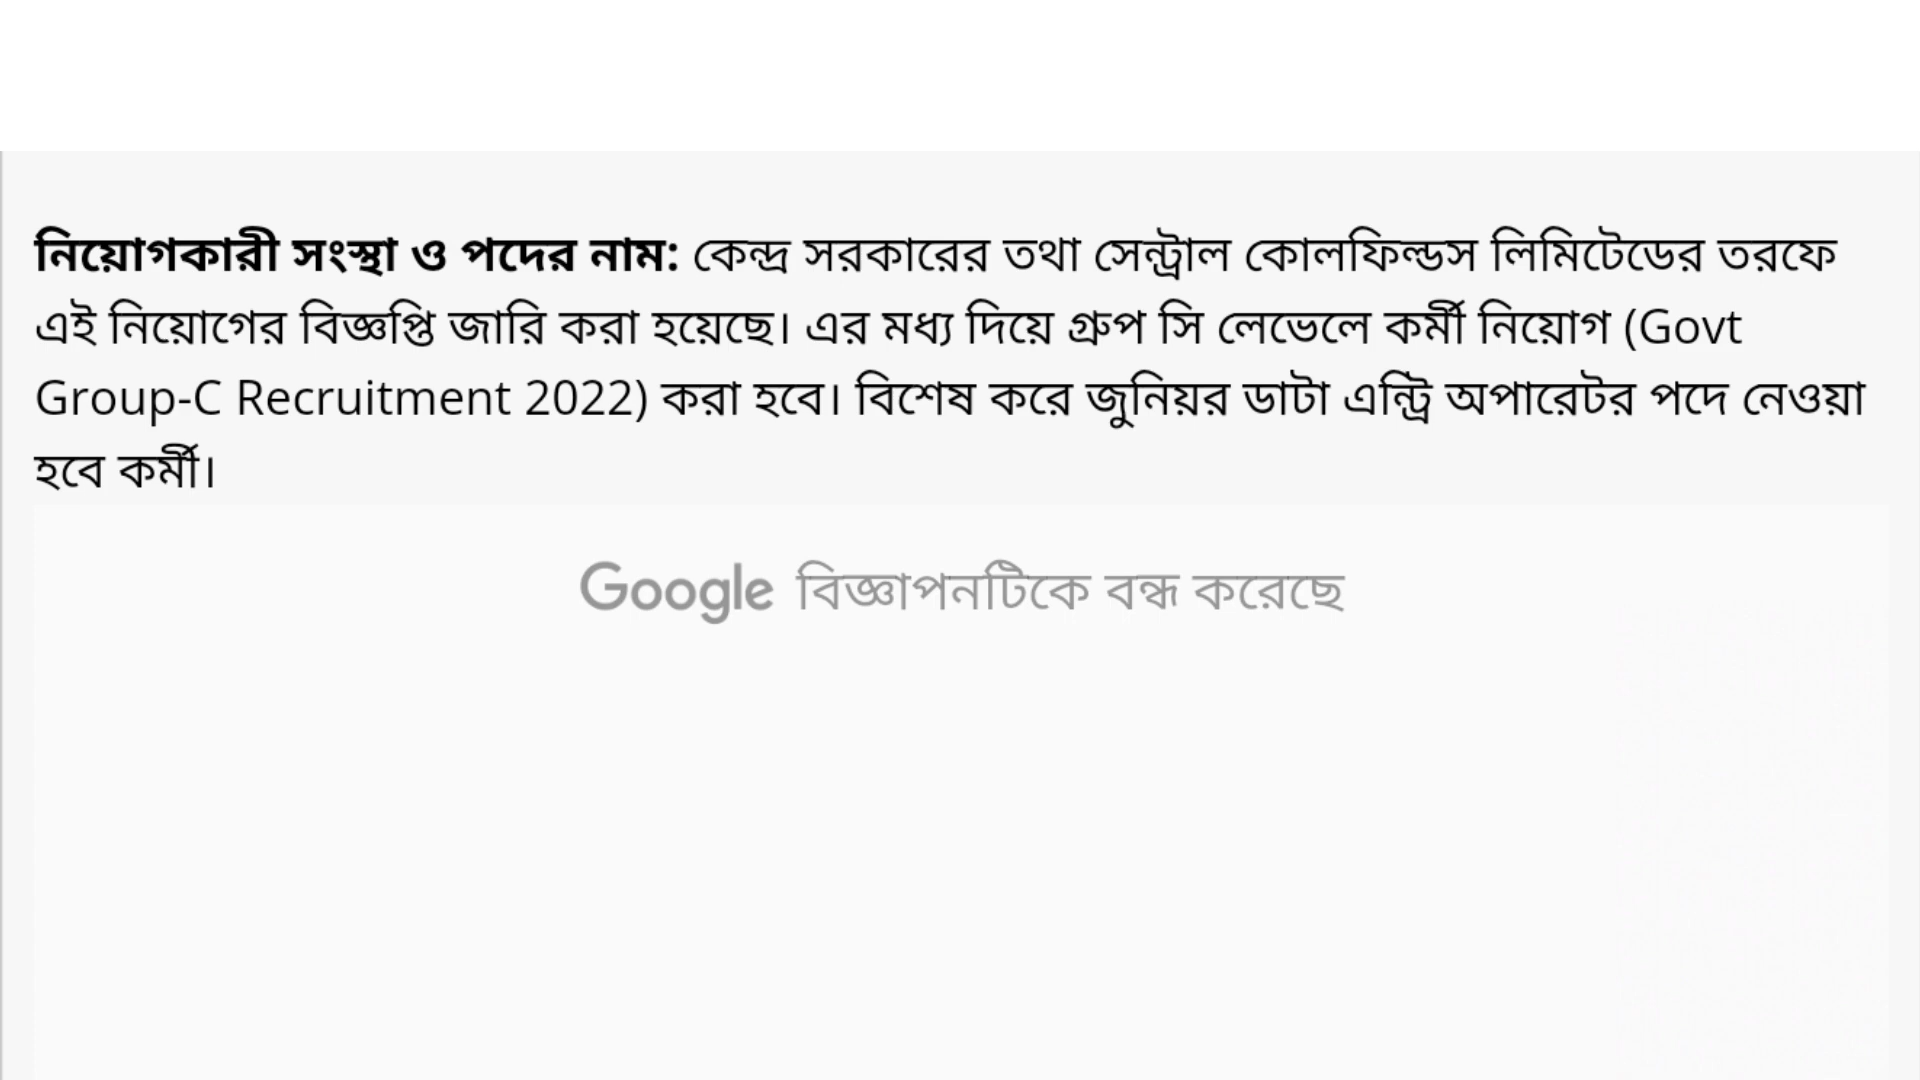 নিয়োগকারী সংস্থা ও পদের নাম: কেন্দ্র সরকারের তথা সেন্ট্রাল কোলফিল্ডস লিমিটেডের তরফে
এই নিয়োগের বিজ্ঞপ্তি জারি করা হয়েছে। এর মধ্য দিয়ে গ্রুপ সি লেভেলে কর্মী নিয়োগ (Govt
Group-C Recruitment 2022) করা হবে। বিশেষ করে জুনিয়র ডাটা এন্ট্রি অপারেটর পদে নেওয়া
হবে কর্মী।
Google বিজ্ঞাপনটিকে বন্ধ করেছে